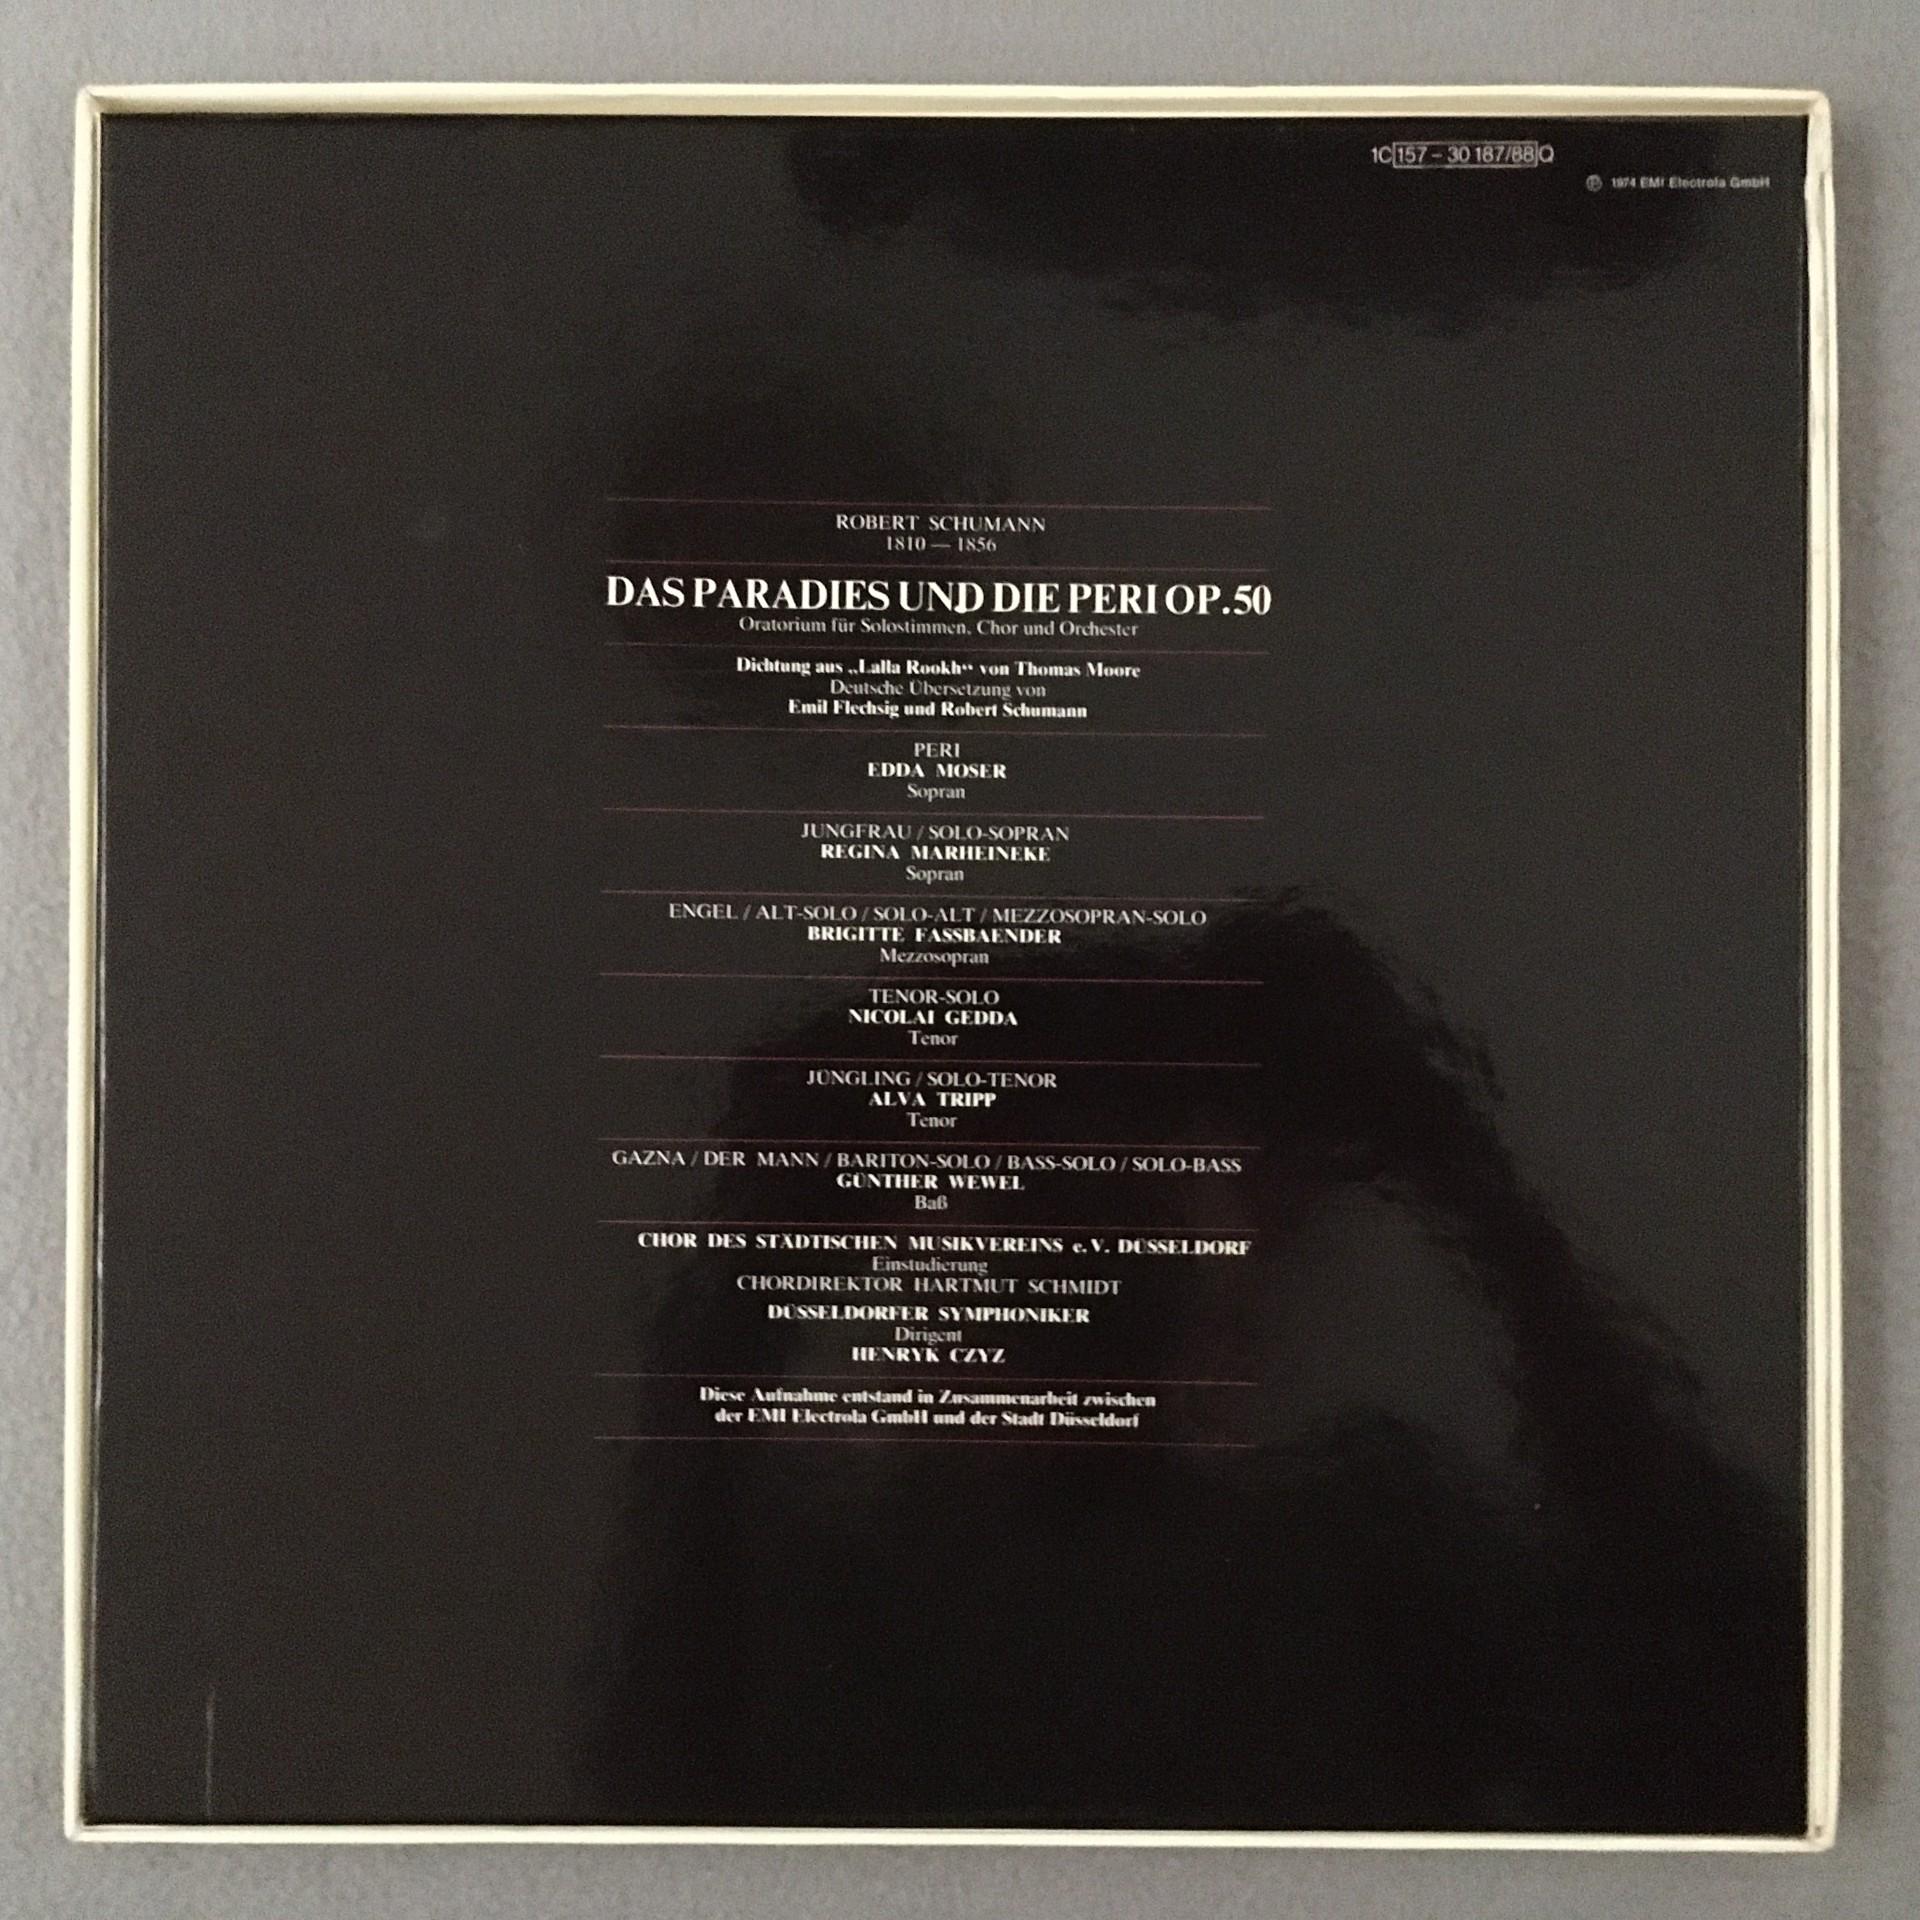 1C 157 – 30 187/88 Q
℗ 1974 EMI Electrola GmbH
ROBERT SCHUMANN
1810 — 1856
DAS PARADIES UND DIE PERI OP. 50
Oratorium für Solostimmen, Chor und Orchester
Dichtung aus „Lalla Rookh“ von Thomas Moore
Deutsche Übersetzung von
Emil Flechsig und Robert Schumann
PERI
EDDA MOSER
Sopran
JUNGFRAU / SOLO-SOPRAN
REGINA MARHEINEKE
Sopran
ENGEL / ALT-SOLO / SOLO-ALT / MEZZOSOPRAN-SOLO
BRIGITTE FASSBAENDER
Mezzosopran
TENOR-SOLO
NICOLAI GEDDA
Tenor
JÜNGLING / SOLO-TENOR
ALVA TRIPP
Tenor
GAZNA / DER MANN / BARITON-SOLO / BASS-SOLO / SOLO-BASS
GÜNTHER WEWEL
Baß
CHOR DES STÄDTISCHEN MUSIKVEREINS e. V. DÜSSELDORF
Einstudierung
CHORDIREKTOR HARTMUT SCHMIDT
DÜSSELDORFER SYMPHONIKER
Dirigent
HENRYK CZYZ
Diese Aufnahme entstand in Zusammenarbeit zwischen
der EMI Electrola GmbH und der Stadt Düsseldorf